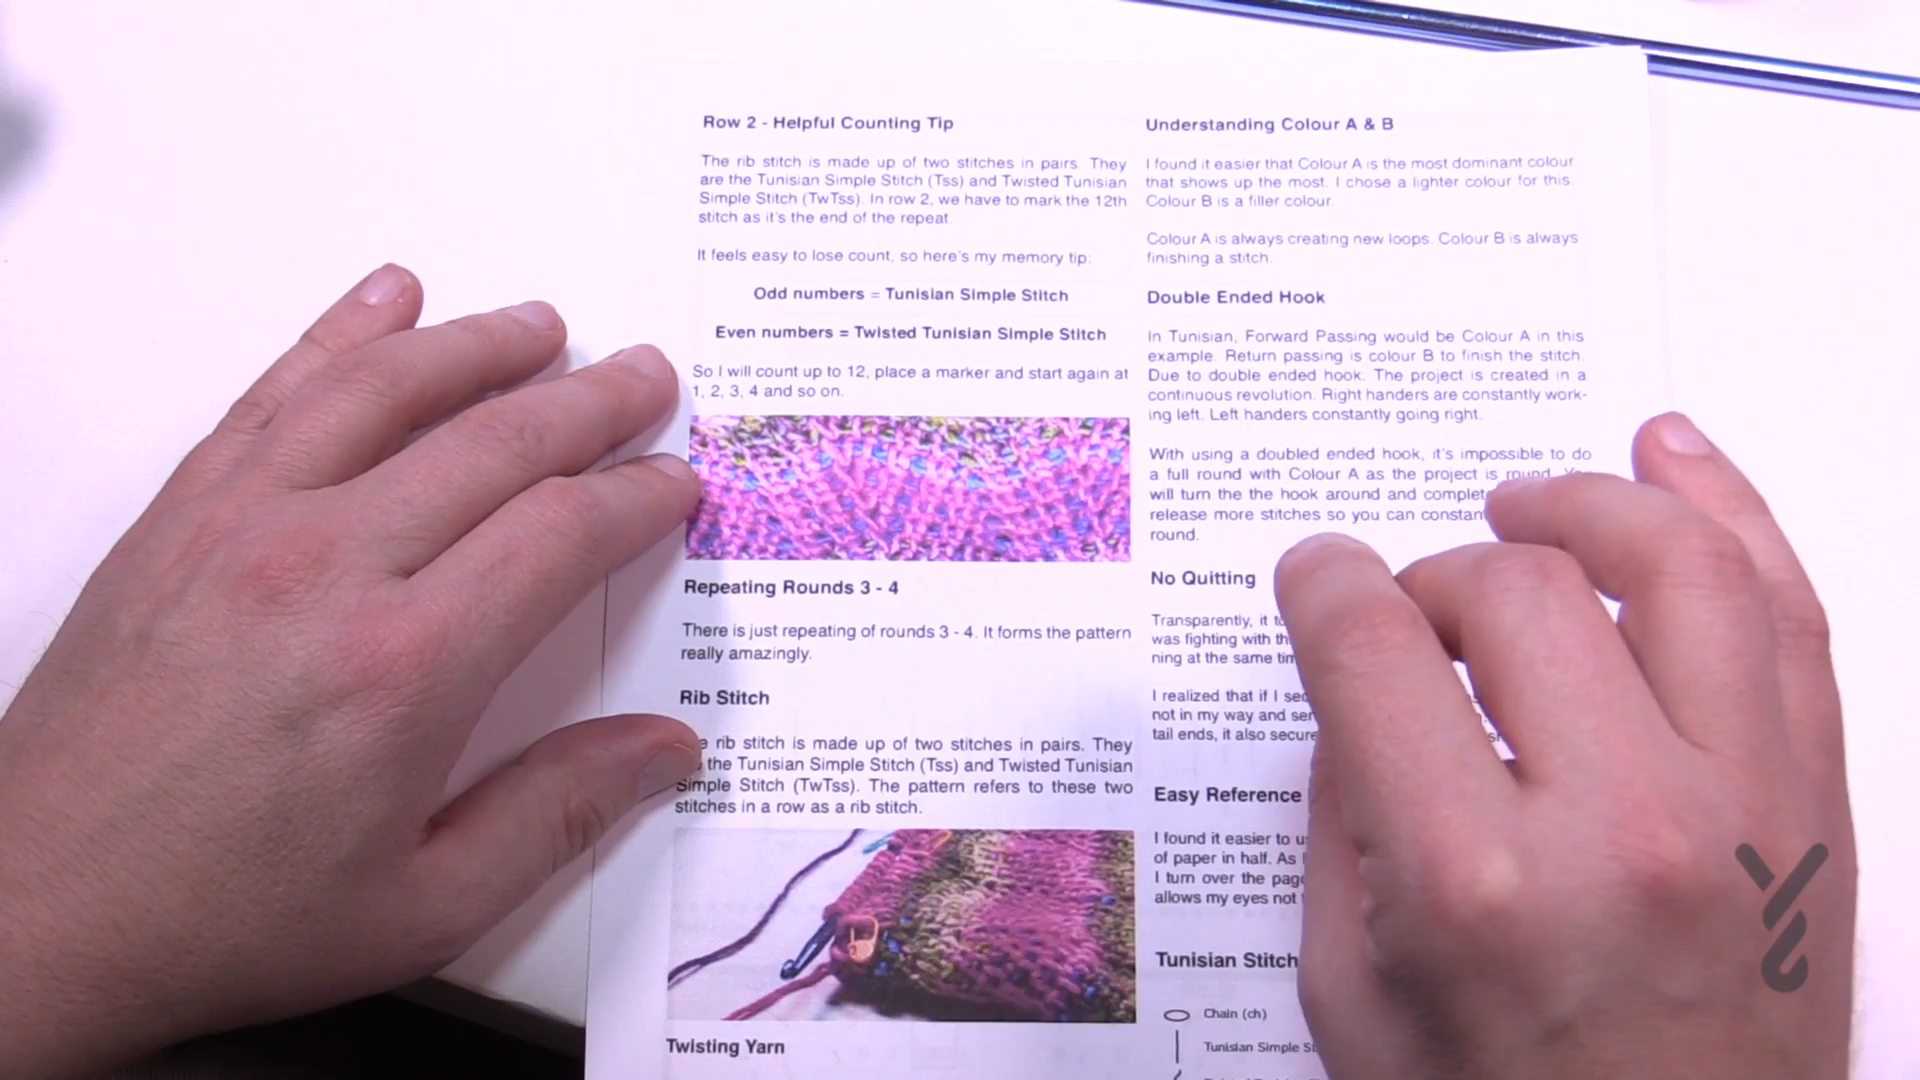 Row 2 - Helpful Counting Tip
The rib stitch is made up of two stitches in pairs. They
are the Tunisian Simple Stitch (Tss) and Twisted Tunisian
Simple Stitch (TwTss). In row 2, we have to mark the 12th
stitch as it's the end of the repeat.
It feels easy to lose count, so here's my memory tip:
Odd numbers = Tunisian Simple Stitch
Even numbers = Twisted Tunisian Simple Stitch
So I will count up to 12, place a marker and start again at
1, 2, 3, 4 and so on.
Repeating Rounds 3 - 4
There is just repeating of rounds 3 - 4. It forms the pattern
really amazingly.
Rib Stitch
rib stitch is made up of two stitches in pairs. They
the Tunisian Simple Stitch (Tss) and Twisted Tunisian
Simple Stitch (TwTss). The pattern refers to these two
stitches in a row as a rib stitch.
Twisting Yarn
Understanding Colour A & B
I found it easier that Colour A is the most dominant colour
that shows up the most. I chose a lighter colour for this.
Colour B is a filler colour.
Colour A is always creating new loops. Colour B is always
finishing a stitch.
Double Ended Hook
In Tunisian, Forward Passing would be Colour A in this
example. Return passing is colour B to finish the stitch.
Due to double ended hook. The project is created in a
continuous revolution. Right handers are constantly work-
ing left. Left handers constantly going right.
With using a doubled ended hook, it's impossible to do
a full round with Colour A as the project is round.
will turn the the hook around and complet
release more stitches so you can constan
round.
No Quitting
Transparently, it
was fighting with
ning at the same
I realized that if I
not in my way and
tail ends, it also
Easy Reference
I found it easier to
of paper in half. As
I turn over the
allows my eyes not
Tunisian Stitch
Chain (ch)
Tunisian Simple